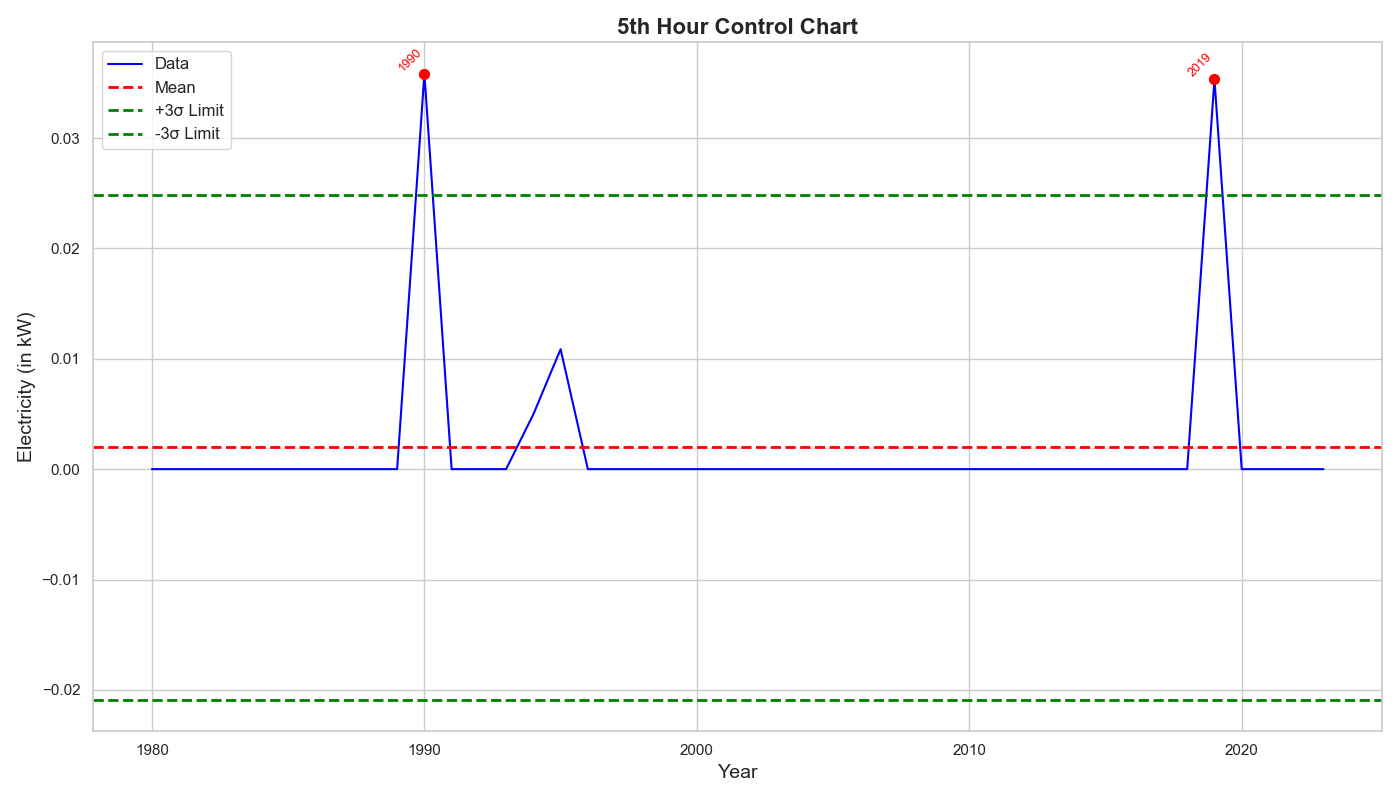 5th Hour Control Chart
Data
Mean
+3σ Limit
-3σ Limit
1990
2019
Electricity (in kW)
0.03
0.02
0.01
0.00
−0.01
−0.02
1980
1990
2000
2010
2020
Year